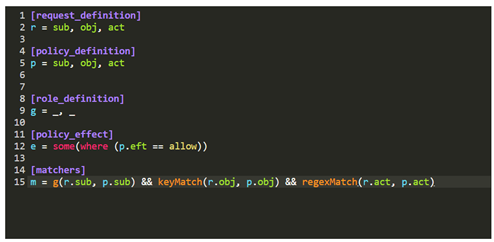 1 [request_definition]
2 r = sub, obj, act
3
4 [policy_definition]
5 p = sub, obj, act
6
7
8 [role_definition]
9 g = _, _
10
11 [policy_effect]
12 e = some(where (p.eft == allow))
13
14 [matchers]
15 m = g(r.sub, p.sub) && keyMatch(r.obj, p.obj) && regexMatch(r.act, p.act)